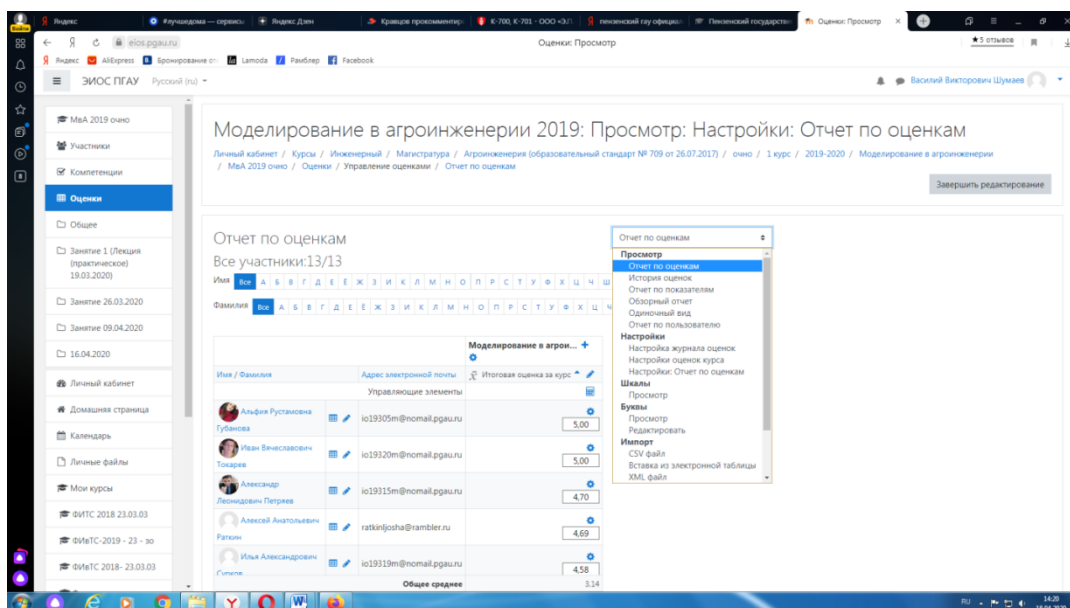 Яндекс
#лучшедома — сервисы
Яндекс Дзен
Кравцов прокомментир
К-700, К-701 - ООО «ЗЛ
пензенский гау официал
Пензенский государстве
Оценки: Просмотр
Войти
eios.pgau.ru
Оценки: Просмотр
★5 отзывов
Яндекс
AliExpress
Бронирование от
Lamoda
Рамблер
Facebook
ЭИОС ПГАУ
Русский (ru)
Василий Викторович Шумаев
МвА 2019 очно
Участники
Компетенции
Оценки
Общее
Занятие 1 (Лекция
(практическое)
19.03.2020)
Занятие 26.03.2020
Занятие 09.04.2020
16.04.2020
Личный кабинет
Домашняя страница
Календарь
Личные файлы
Мои курсы
ФИТС 2018 23.03.03
ФИвТС-2019 - 23 - зо
ФИвТС 2018- 23.03.03
Моделирование в агроинженерии 2019: Просмотр: Настройки: Отчет по оценкам
Личный кабинет / Курсы / Инженерный / Магистратура / Агроинженерия (образовательный стандарт № 709 от 26.07.2017) / очно / 1 курс / 2019-2020 / Моделирование в агроинженерии
/ МвА 2019 очно / Оценки / Управление оценками / Отчет по оценкам
Завершить редактирование
Отчет по оценкам
Все участники:13/13
Имя Все А Б В Г Д Е Ё Ж З И К Л М Н О П Р С Т У Ф Х Ц Ч Ш
Фамилия Все А Б В Г Д Е Ё Ж З И К Л М Н О П Р С Т У Ф Х Ц Ч
Моделирование в агрои...
Имя / Фамилия
Адрес электронной почты
Итоговая оценка за курс
Управляющие элементы
Альфия Рустамовна
Губанова
io19305m@nomail.pgau.ru
5,00
Иван Вячеславович
Токарев
io19320m@nomail.pgau.ru
5,00
Александр
Леонидович Петряев
io19315m@nomail.pgau.ru
4,70
Алексей Анатольевич
Раткин
ratkinljosha@rambler.ru
4,69
Илья Александрович
io19319m@nomail.pgau.ru
4,58
Общее среднее
3,14
Отчет по оценкам
Просмотр
Отчет по оценкам
История оценок
Отчет по показателям
Обзорный отчет
Одиночный вид
Отчет по пользователю
Настройки
Настройка журнала оценок
Настройки оценок курса
Настройки: Отчет по оценкам
Шкалы
Просмотр
Буквы
Просмотр
Редактировать
Импорт
CSV файл
Вставка из электронной таблицы
XML файл
RU
14:20